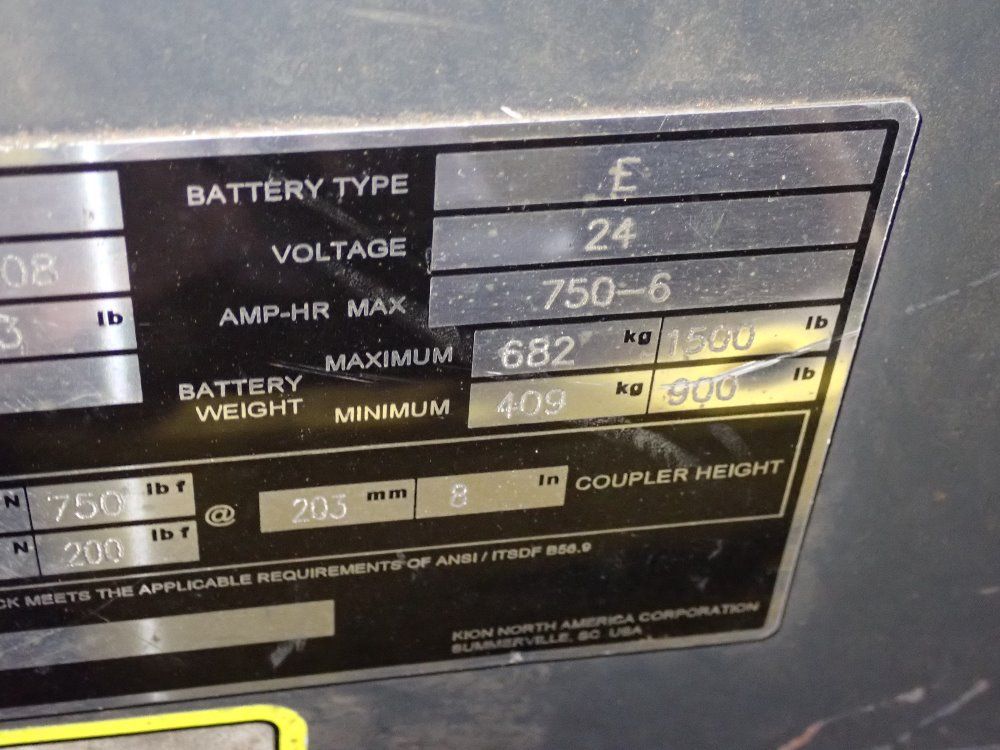 BATTERY TYPE £
08 VOLTAGE 24
3 lb AMP-HR MAX 750-6
BATTERY WEIGHT MAXIMUM 682 kg 1500 lb
MINIMUM 409 kg 900 lb
N 750 lbf @ 203 mm 8 In COUPLER HEIGHT
N 200 lbf
CK MEETS THE APPLICABLE REQUIREMENTS OF ANSI / ITSDF B56.9
KION NORTH AMERICA CORPORATION
SUMMERVILLE, SC USA